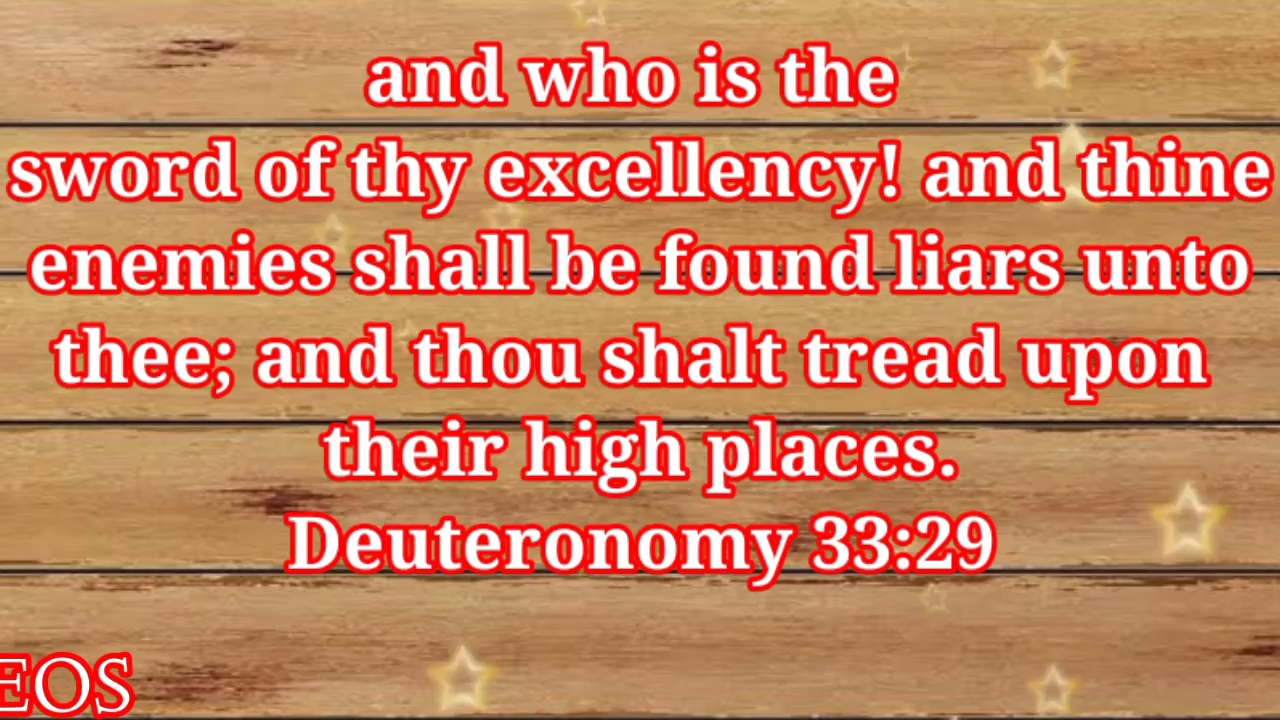 and who is the
sword of thy excellency! and thine
enemies shall be found liars unto
thee; and thou shalt tread upon
their high places.
Deuteronomy 33:29
EOS